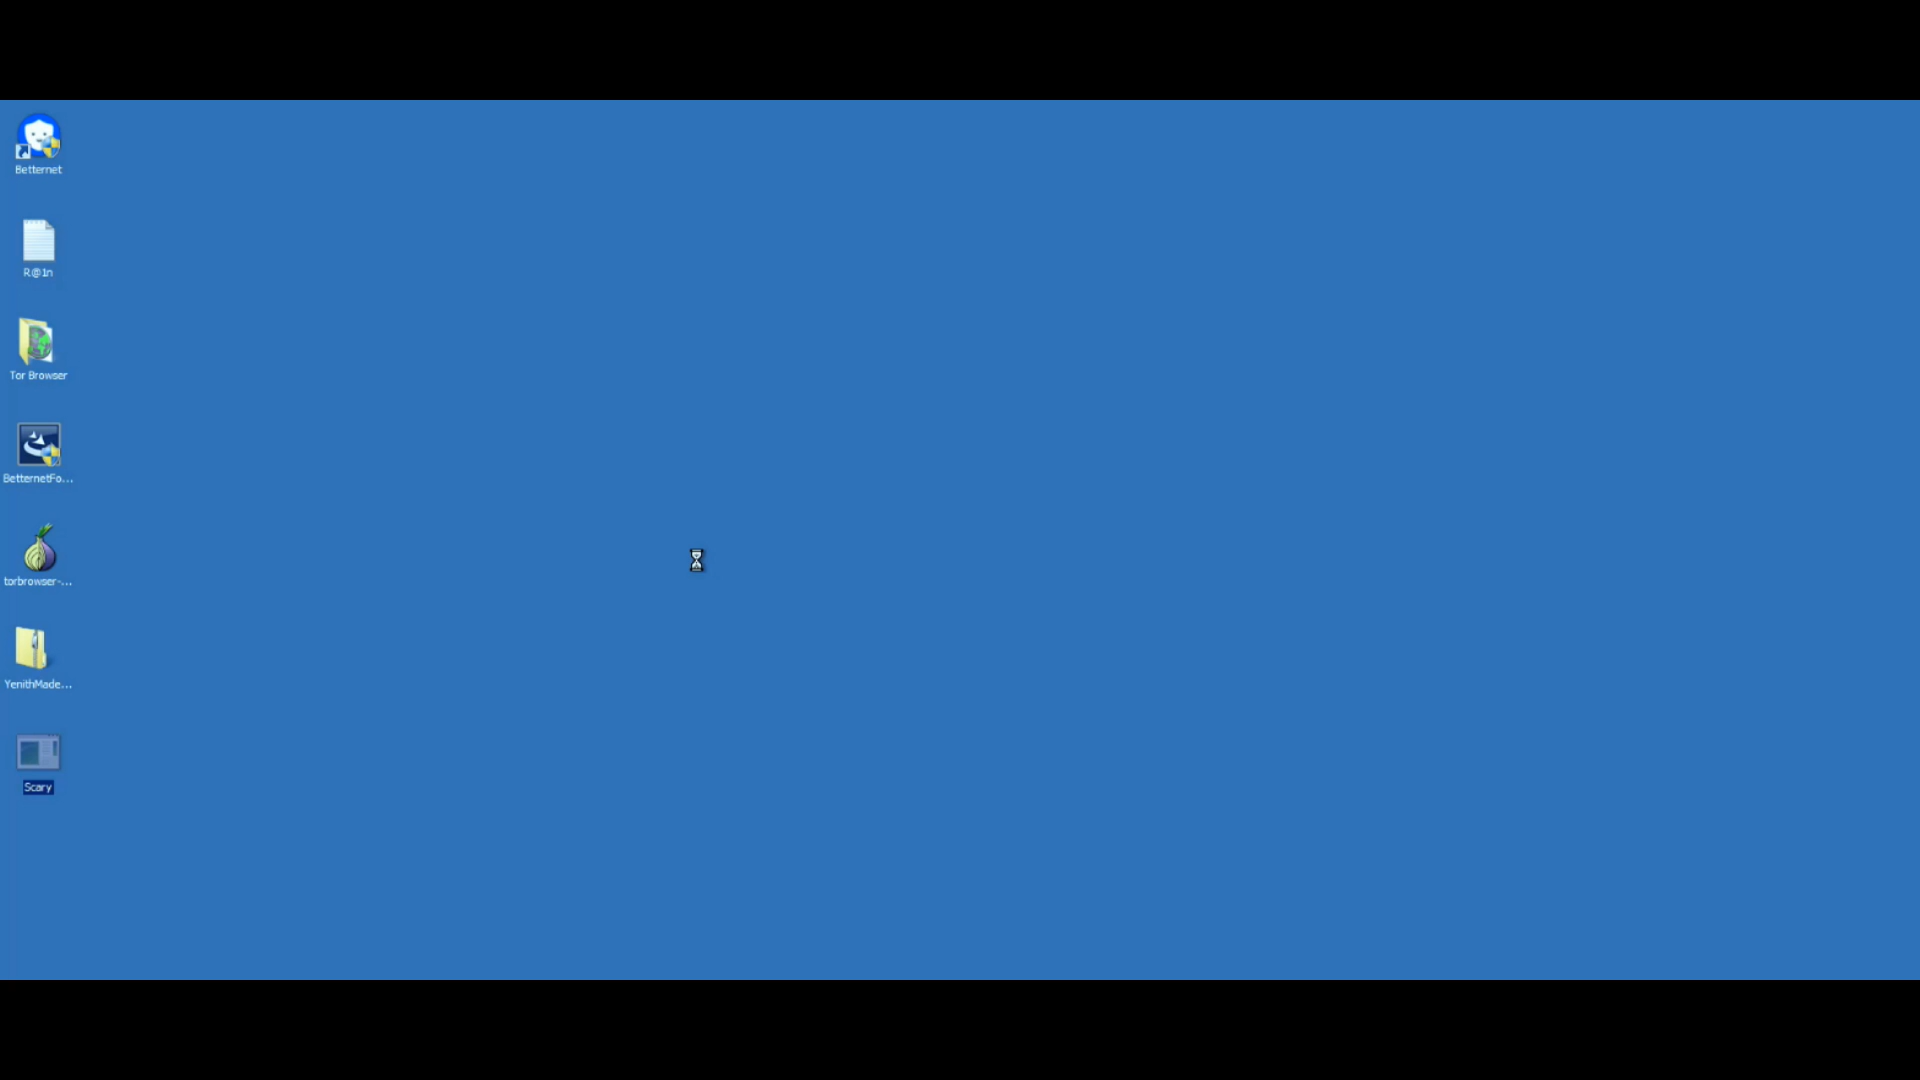 Betternet
R@1n
Tor Browser
BetternetFo...
torbrowser-...
YenithMade...
Scary